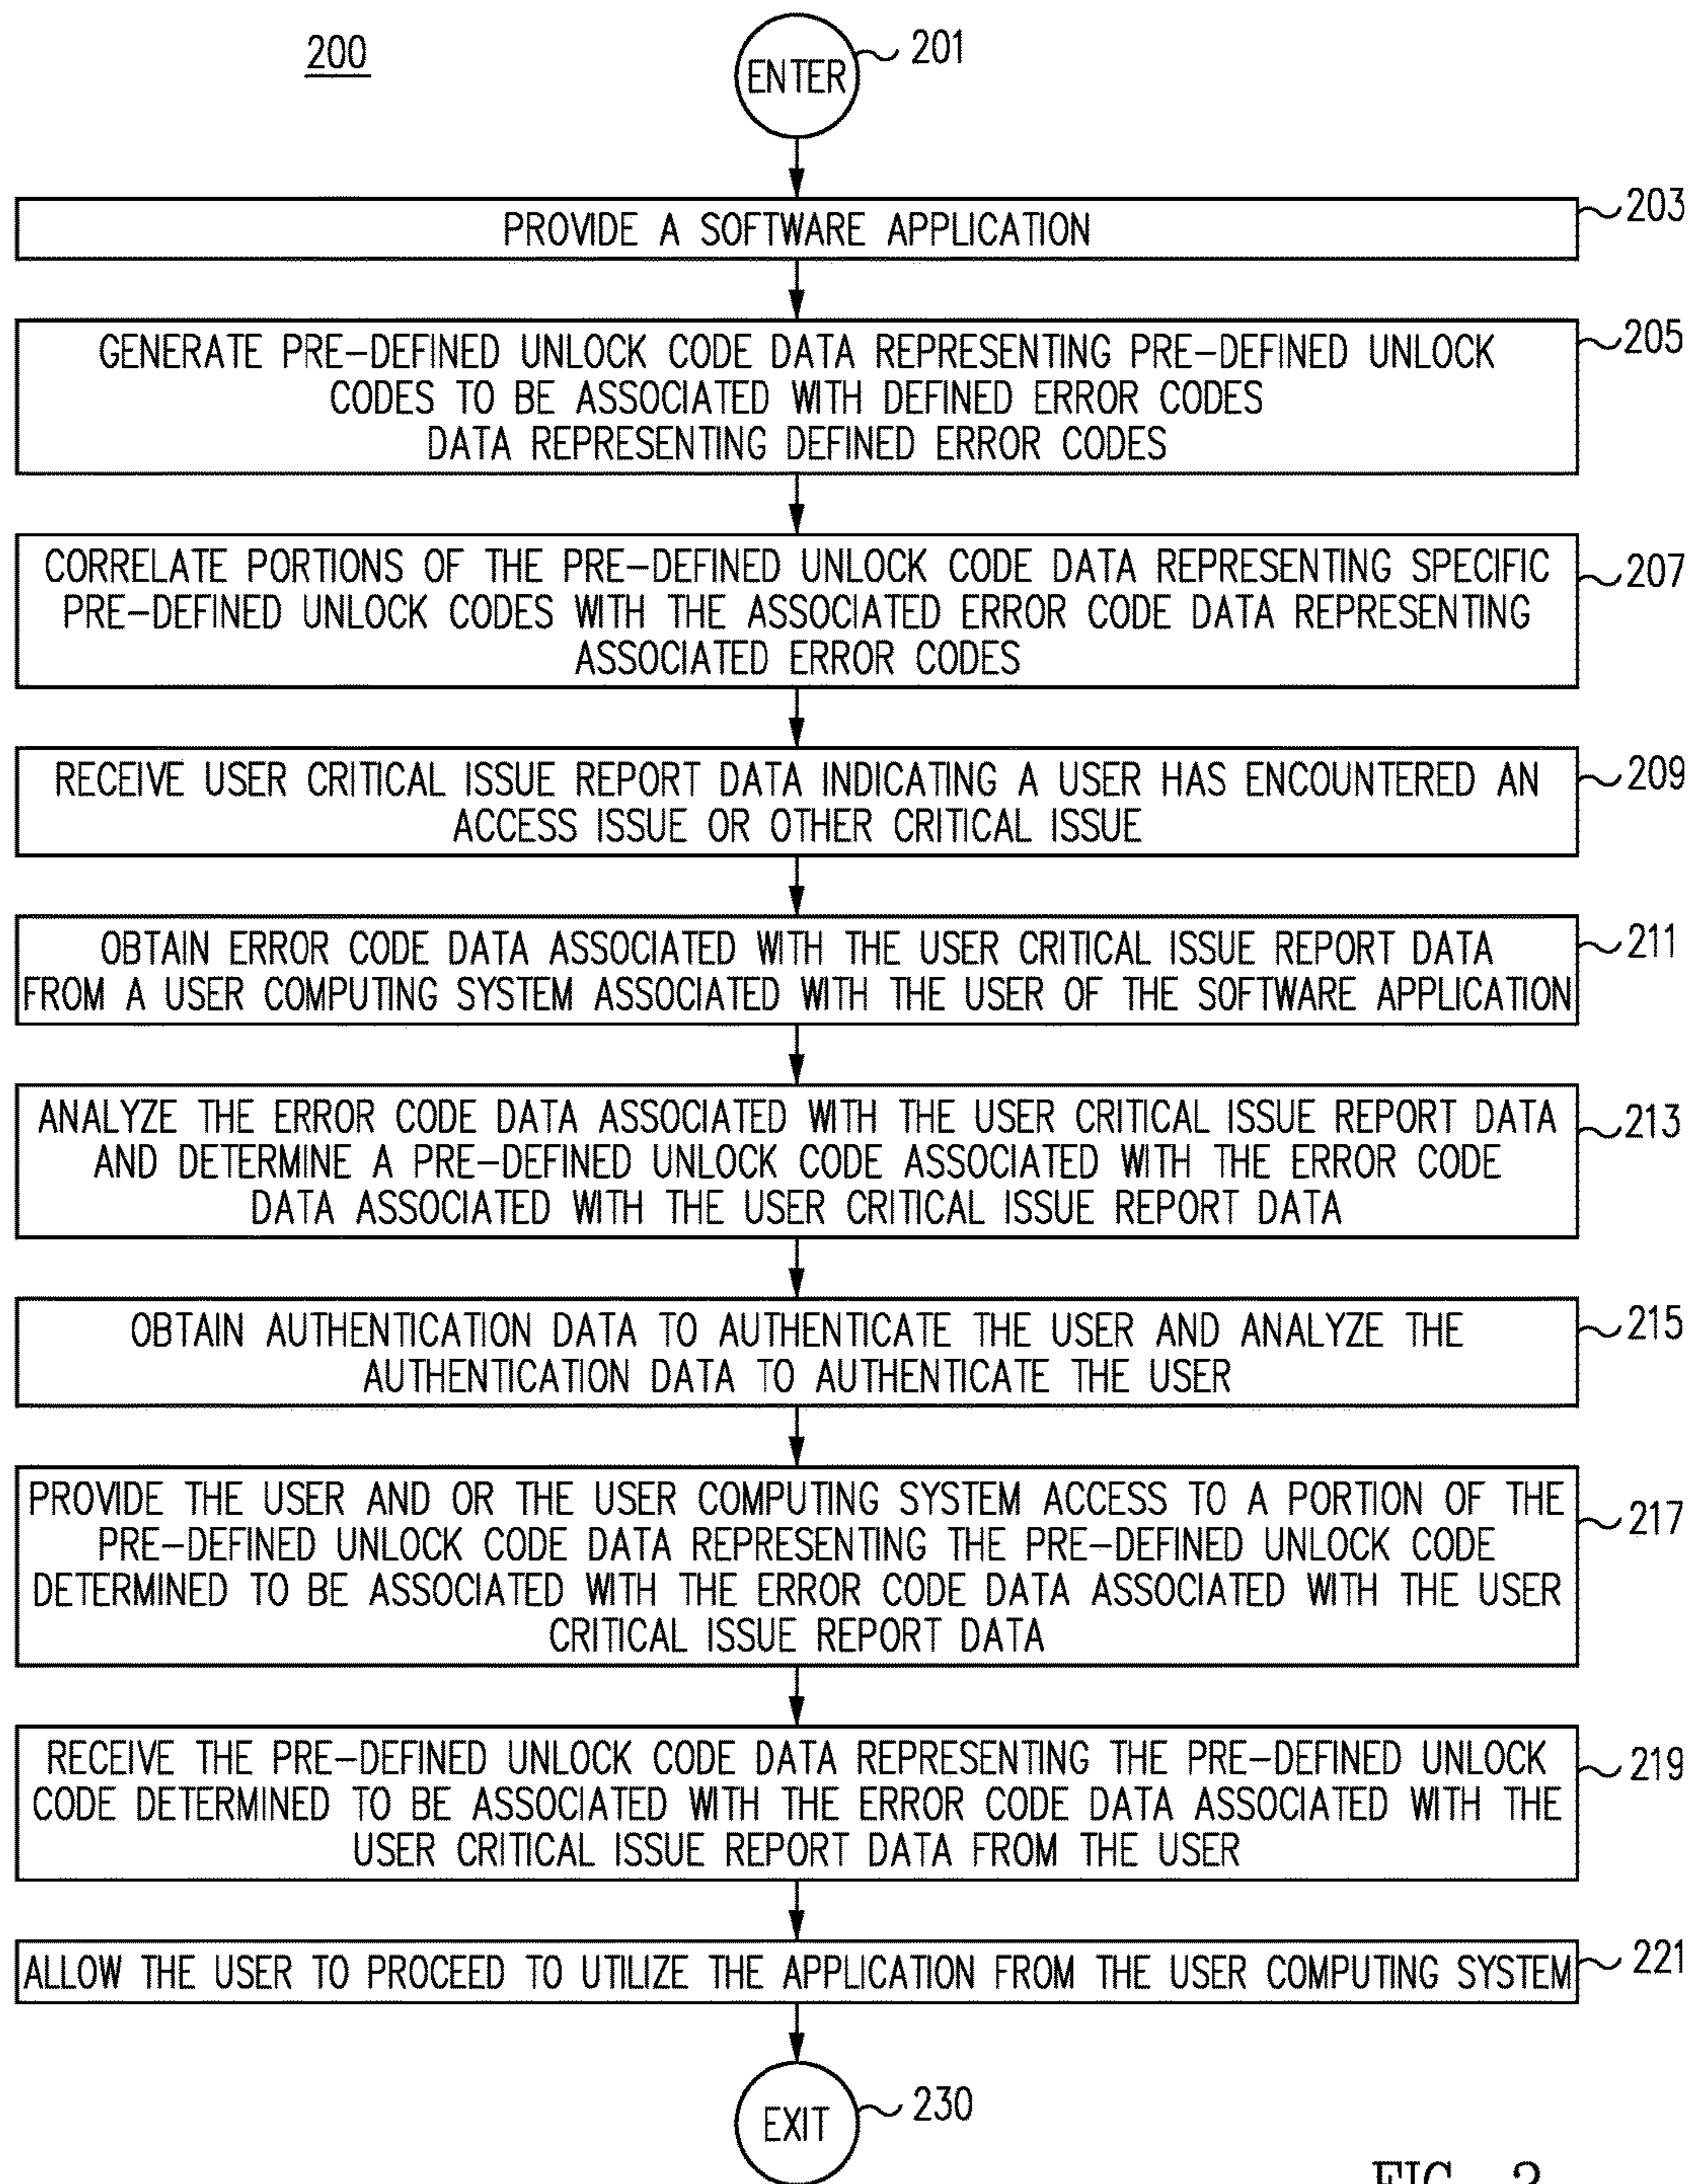 200
ENTER
201
PROVIDE A SOFTWARE APPLICATION
203
GENERATE PRE-DEFINED UNLOCK CODE DATA REPRESENTING PRE-DEFINED UNLOCK
CODES TO BE ASSOCIATED WITH DEFINED ERROR CODES
DATA REPRESENTING DEFINED ERROR CODES
205
CORRELATE PORTIONS OF THE PRE-DEFINED UNLOCK CODE DATA REPRESENTING SPECIFIC
PRE-DEFINED UNLOCK CODES WITH THE ASSOCIATED ERROR CODE DATA REPRESENTING
ASSOCIATED ERROR CODES
207
RECEIVE USER CRITICAL ISSUE REPORT DATA INDICATING A USER HAS ENCOUNTERED AN
ACCESS ISSUE OR OTHER CRITICAL ISSUE
209
OBTAIN ERROR CODE DATA ASSOCIATED WITH THE USER CRITICAL ISSUE REPORT DATA
FROM A USER COMPUTING SYSTEM ASSOCIATED WITH THE USER OF THE SOFTWARE APPLICATION
211
ANALYZE THE ERROR CODE DATA ASSOCIATED WITH THE USER CRITICAL ISSUE REPORT DATA
AND DETERMINE A PRE-DEFINED UNLOCK CODE ASSOCIATED WITH THE ERROR CODE
DATA ASSOCIATED WITH THE USER CRITICAL ISSUE REPORT DATA
213
OBTAIN AUTHENTICATION DATA TO AUTHENTICATE THE USER AND ANALYZE THE
AUTHENTICATION DATA TO AUTHENTICATE THE USER
215
PROVIDE THE USER AND OR THE USER COMPUTING SYSTEM ACCESS TO A PORTION OF THE
PRE-DEFINED UNLOCK CODE DATA REPRESENTING THE PRE-DEFINED UNLOCK CODE
DETERMINED TO BE ASSOCIATED WITH THE ERROR CODE DATA ASSOCIATED WITH THE USER
CRITICAL ISSUE REPORT DATA
217
RECEIVE THE PRE-DEFINED UNLOCK CODE DATA REPRESENTING THE PRE-DEFINED UNLOCK
CODE DETERMINED TO BE ASSOCIATED WITH THE ERROR CODE DATA ASSOCIATED WITH THE
USER CRITICAL ISSUE REPORT DATA FROM THE USER
219
ALLOW THE USER TO PROCEED TO UTILIZE THE APPLICATION FROM THE USER COMPUTING SYSTEM
221
EXIT
230
FIG. 2